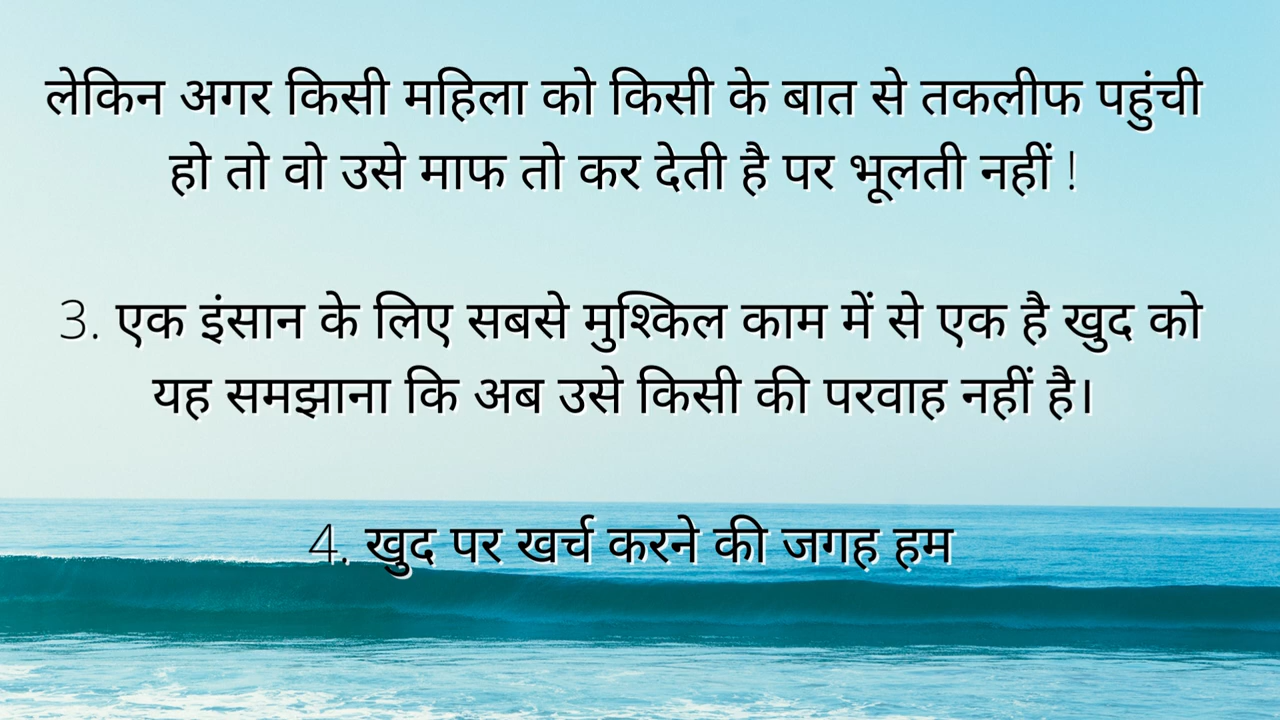 लेकिन अगर किसी महिला को किसी के बात से तकलीफ पहुंची
हो तो वो उसे माफ तो कर देती है पर भूलती नहीं !
3. एक इंसान के लिए सबसे मुश्किल काम में से एक है खुद को
यह समझाना कि अब उसे किसी की परवाह नहीं है।
4. खुद पर खर्च करने की जगह हम